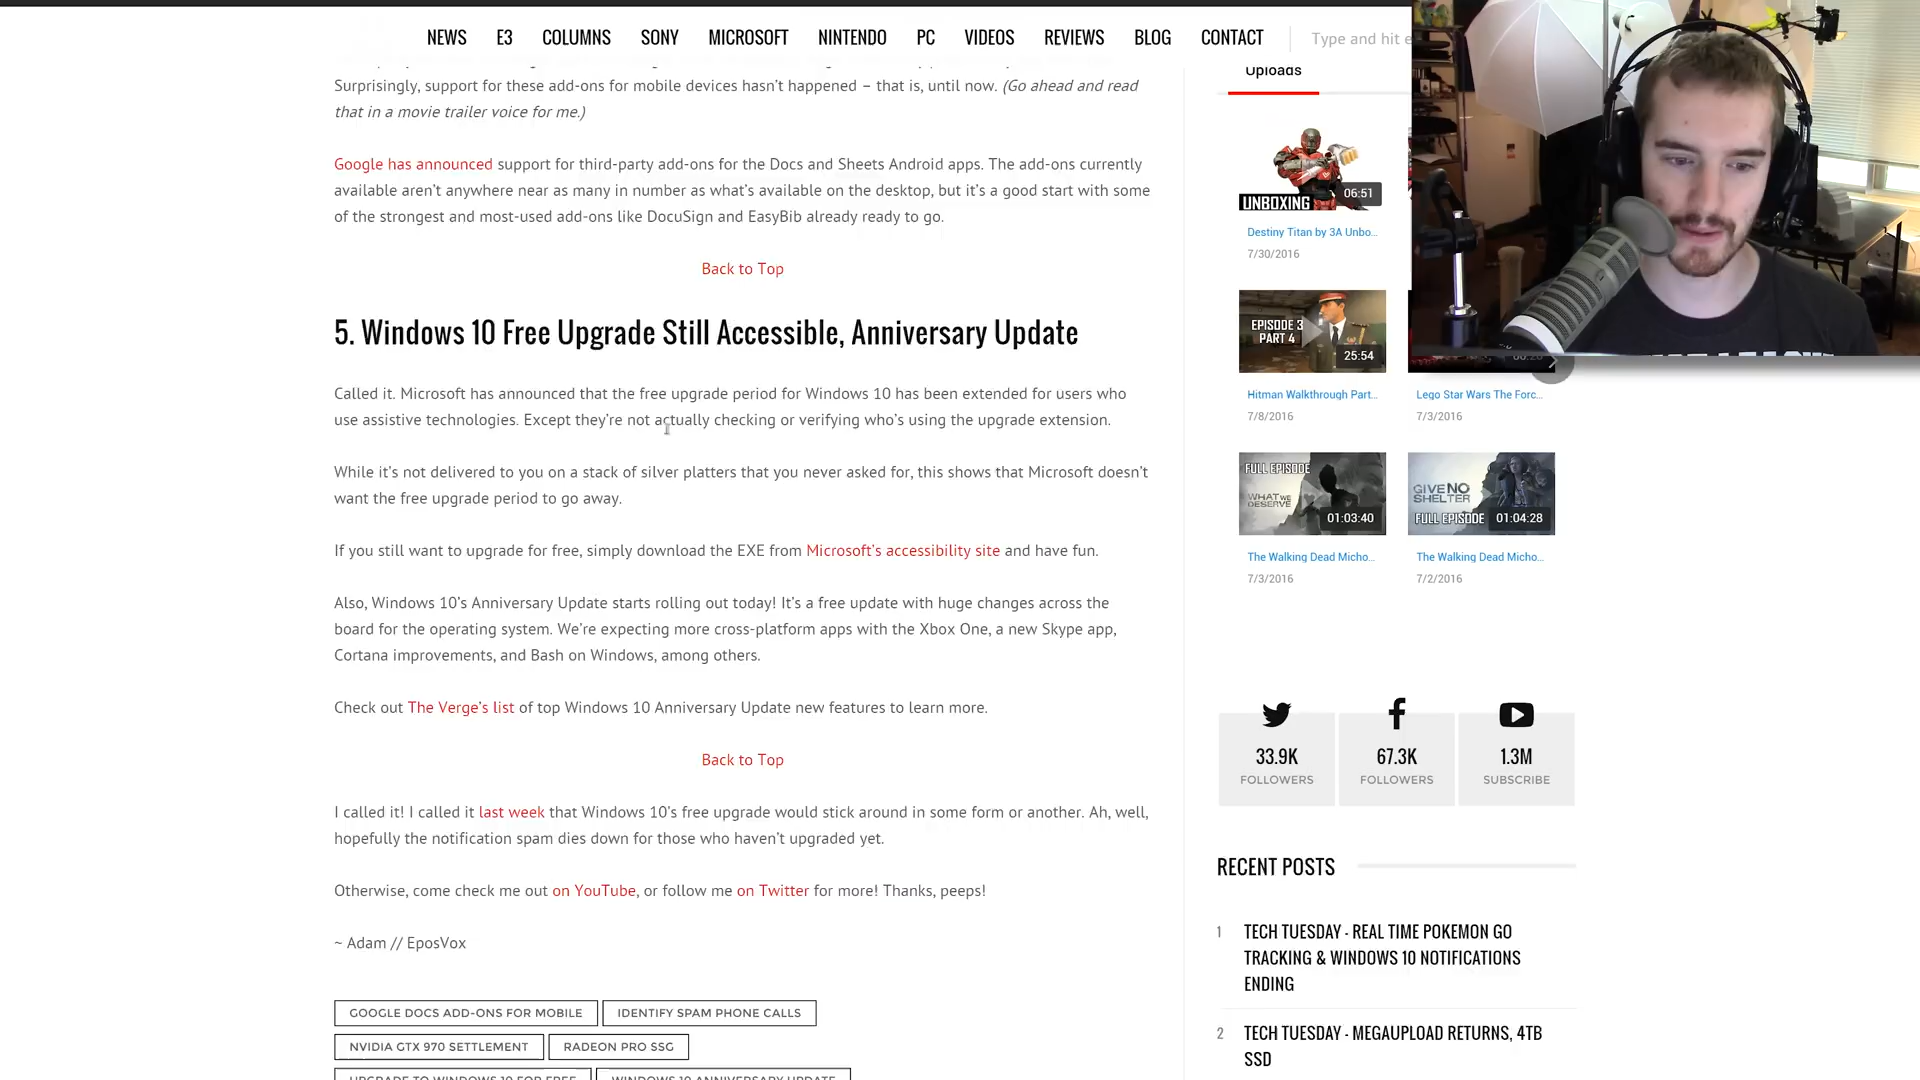 NEWS E3 COLUMNS SONY MICROSOFT NINTENDO PC VIDEOS REVIEWS BLOG CONTACT Type and hit e
Surprisingly, support for these add-ons for mobile devices hasn't happened – that is, until now. (Go ahead and read
that in a movie trailer voice for me.)
Google has announced support for third-party add-ons for the Docs and Sheets Android apps. The add-ons currently
available aren't anywhere near as many in number as what's available on the desktop, but it's a good start with some
of the strongest and most-used add-ons like DocuSign and EasyBib already ready to go.
Back to Top
5. Windows 10 Free Upgrade Still Accessible, Anniversary Update
Called it. Microsoft has announced that the free upgrade period for Windows 10 has been extended for users who
use assistive technologies. Except they're not actually checking or verifying who's using the upgrade extension.
While it's not delivered to you on a stack of silver platters that you never asked for, this shows that Microsoft doesn't
want the free upgrade period to go away.
If you still want to upgrade for free, simply download the EXE from Microsoft's accessibility site and have fun.
Also, Windows 10's Anniversary Update starts rolling out today! It's a free update with huge changes across the
board for the operating system. We're expecting more cross-platform apps with the Xbox One, a new Skype app,
Cortana improvements, and Bash on Windows, among others.
Check out The Verge's list of top Windows 10 Anniversary Update new features to learn more.
Back to Top
I called it! I called it last week that Windows 10's free upgrade would stick around in some form or another. Ah, well,
hopefully the notification spam dies down for those who haven't upgraded yet.
Otherwise, come check me out on YouTube, or follow me on Twitter for more! Thanks, peeps!
~ Adam // EposVox
GOOGLE DOCS ADD-ONS FOR MOBILE IDENTIFY SPAM PHONE CALLS
NVIDIA GTX 970 SETTLEMENT RADEON PRO SSG
UPGRADE TO WINDOWS 10 FOR FREE WINDOWS 10 ANNIVERSARY UPDATE
Uploads
06:51
UNBOXING
Destiny Titan by 3A Unbo...
7/30/2016
EPISODE 3
PART 4
25:54
Hitman Walkthrough Part...
7/8/2016
Lego Star Wars The Forc...
7/3/2016
FULL EPISODE
WHAT WE
DESERVE
01:03:40
The Walking Dead Micho...
7/3/2016
GIVE NO
SHELTER
FULL EPISODE 01:04:28
The Walking Dead Micho...
7/2/2016
33.9K
FOLLOWERS
67.3K
FOLLOWERS
1.3M
SUBSCRIBE
RECENT POSTS
1 TECH TUESDAY - REAL TIME POKEMON GO
TRACKING & WINDOWS 10 NOTIFICATIONS
ENDING
2 TECH TUESDAY - MEGAUPLOAD RETURNS, 4TB
SSD